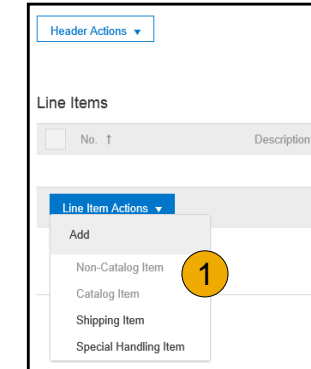 Header Actions ▼
Line Items
No. ↑ Description
Line Item Actions ▼
Add
Non-Catalog Item
1
Catalog Item
Shipping Item
Special Handling Item